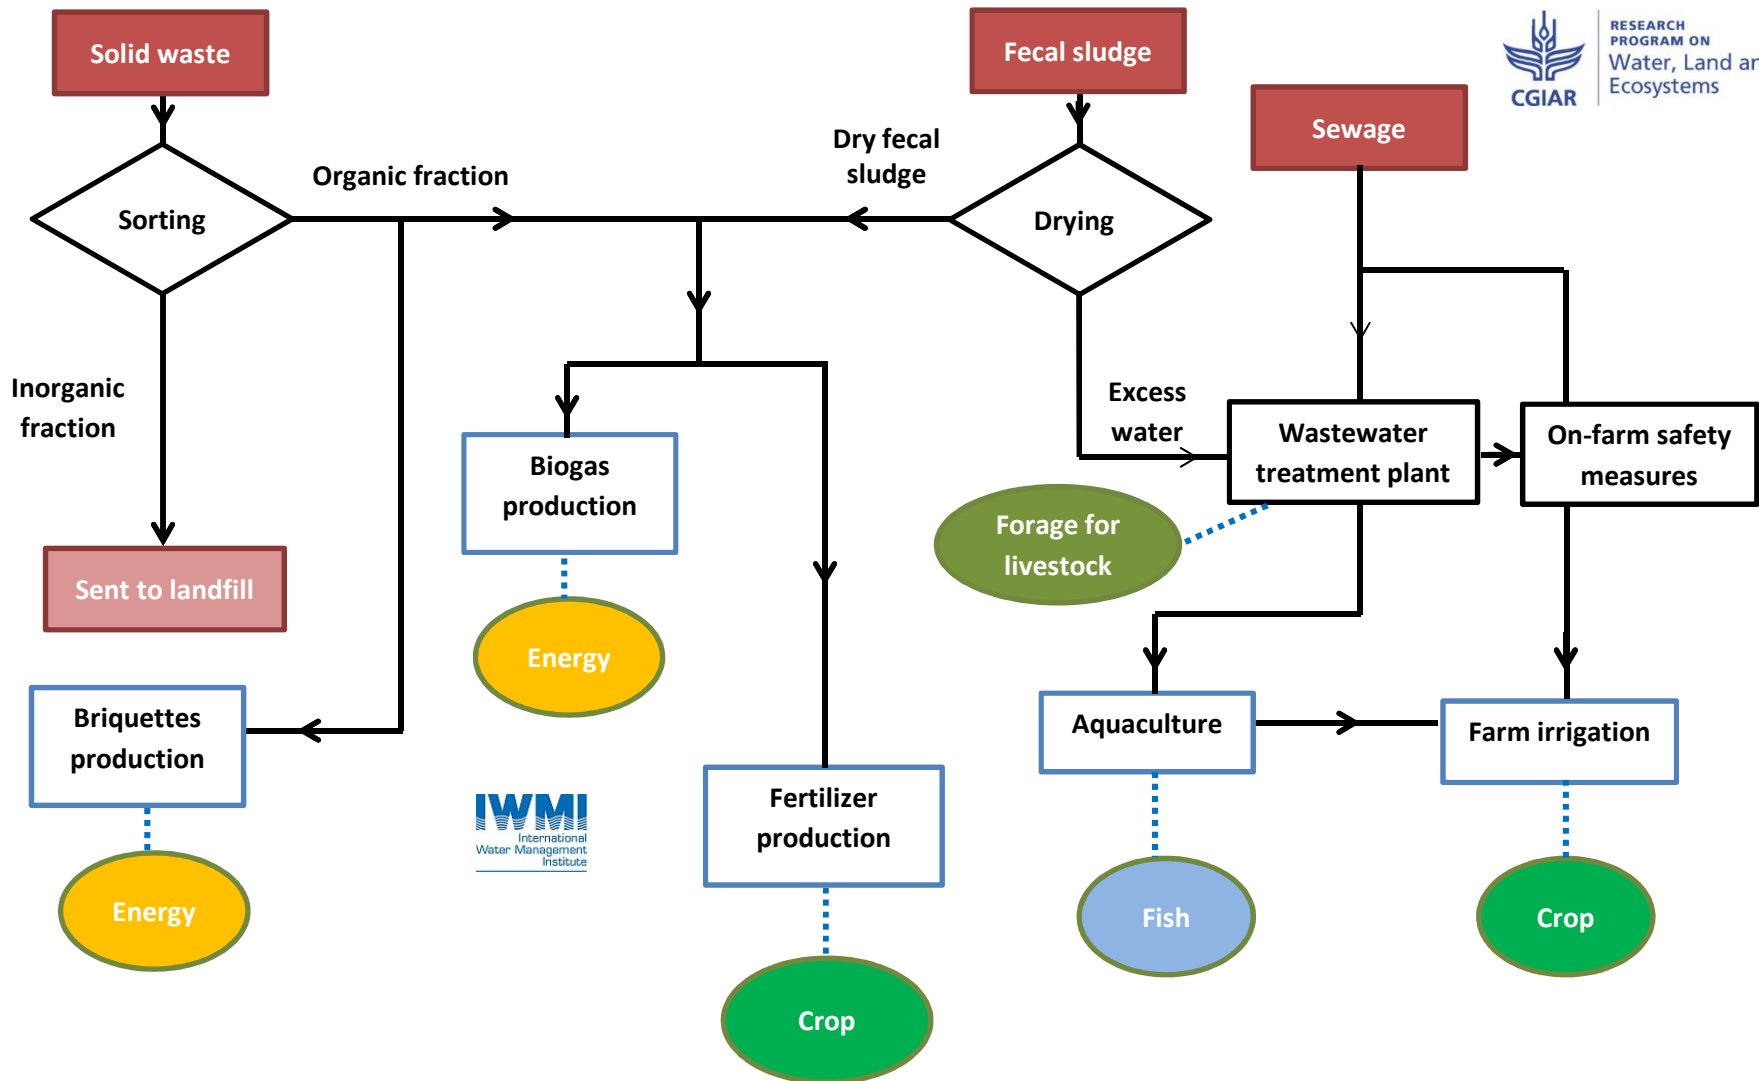 Solid waste
Fecal sludge
RESEARCH
PROGRAM ON
Water, Land an
Ecosystems
CGIAR
Sewage
Dry fecal
sludge
Organic fraction
Sorting
Drying
Inorganic
fraction
Excess
water
Wastewater
treatment plant
On-farm safety
measures
Biogas
production
Forage for
livestock
Sent to landfill
Energy
Briquettes
production
Aquaculture
Farm irrigation
IWMI
International
Water Management
Institute
Fertilizer
production
Energy
Fish
Crop
Crop